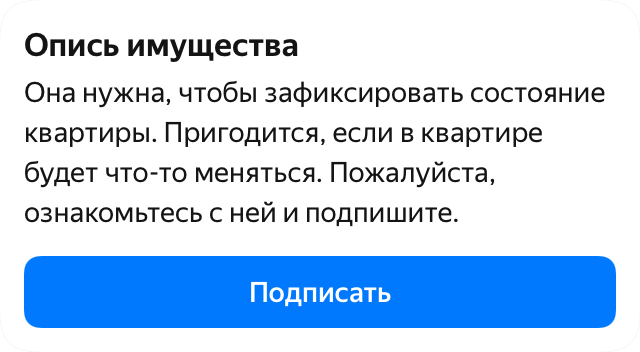 Опись имущества
Она нужна, чтобы зафиксировать состояние
квартиры. Пригодится, если в квартире
будет что-то меняться. Пожалуйста,
ознакомьтесь с ней и подпишите.
Подписать